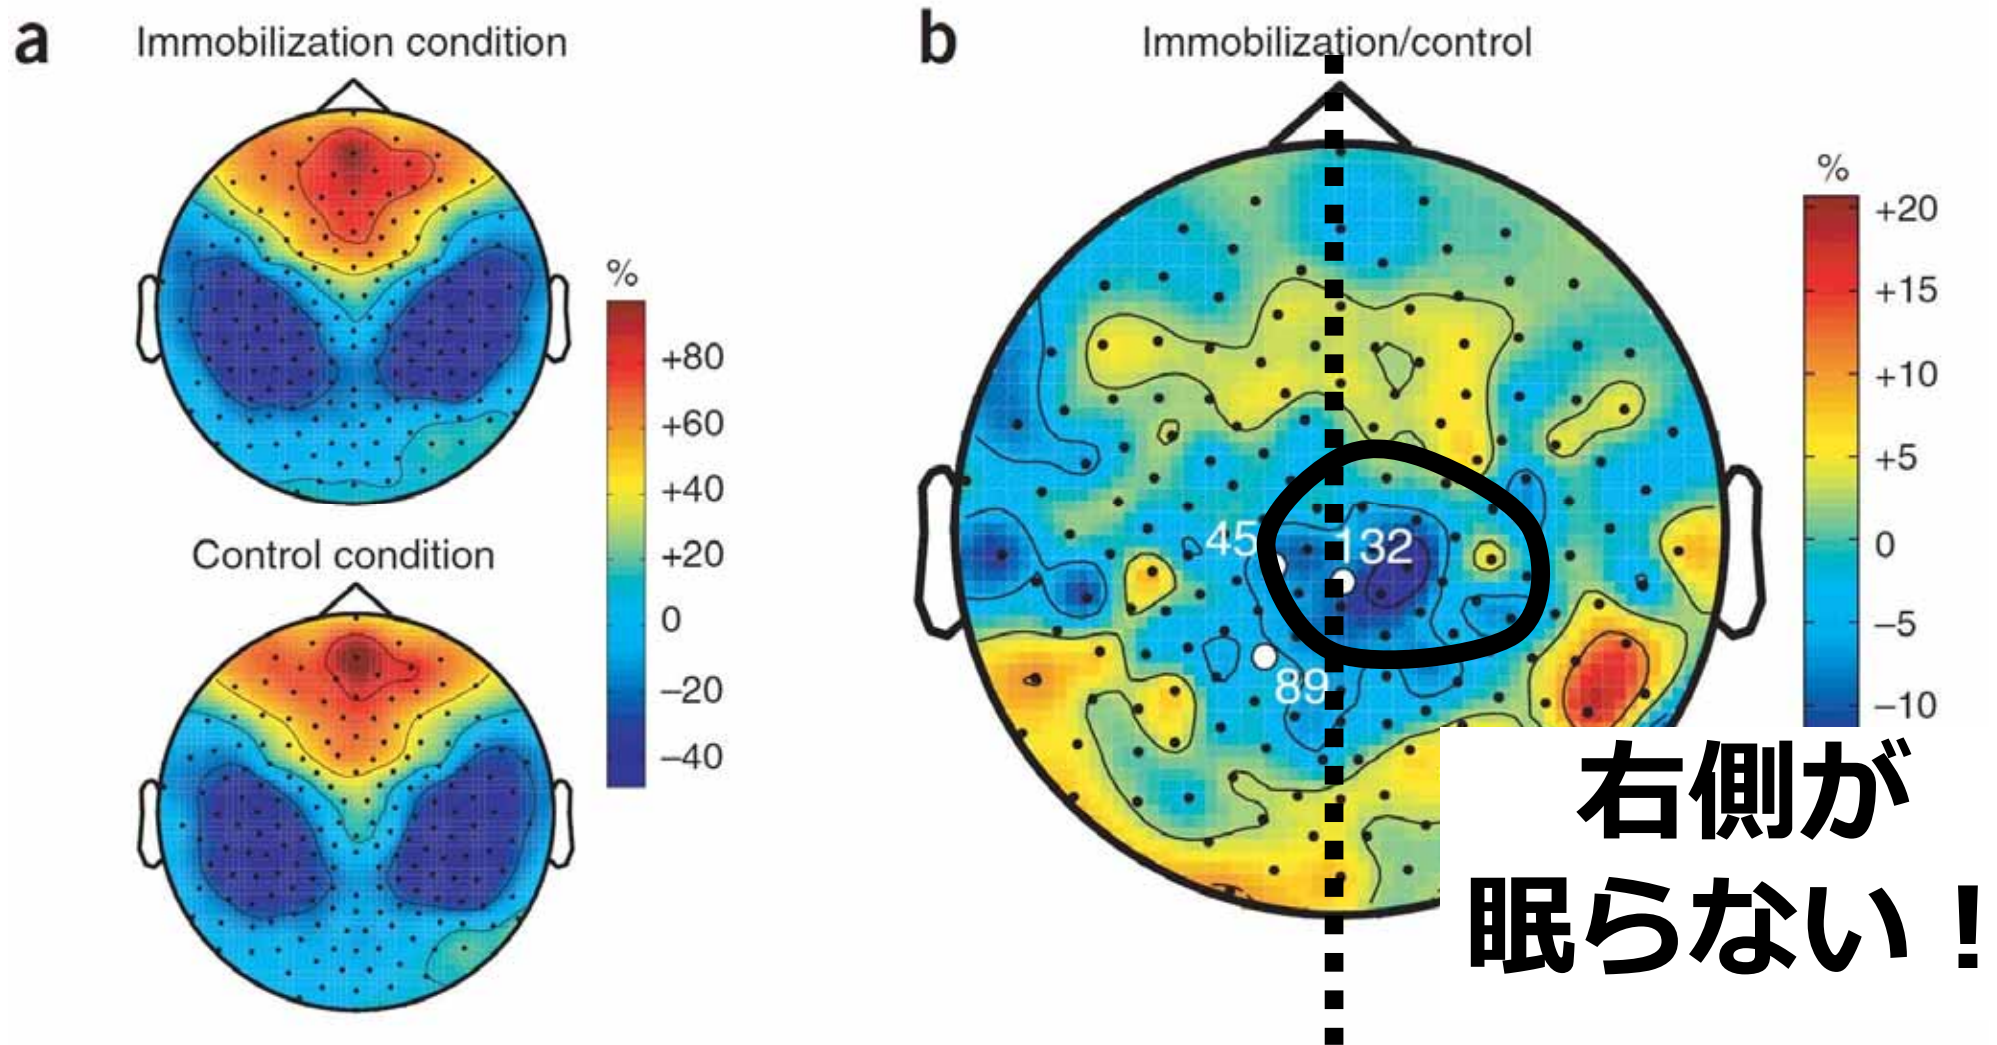 a
Immobilization condition
%
+80
+60
+40
+20
0
−20
−40
Control condition
b
Immobilization/control
%
+20
+15
+10
+5
0
−5
−10
45
132
89
右側が
眠らない！